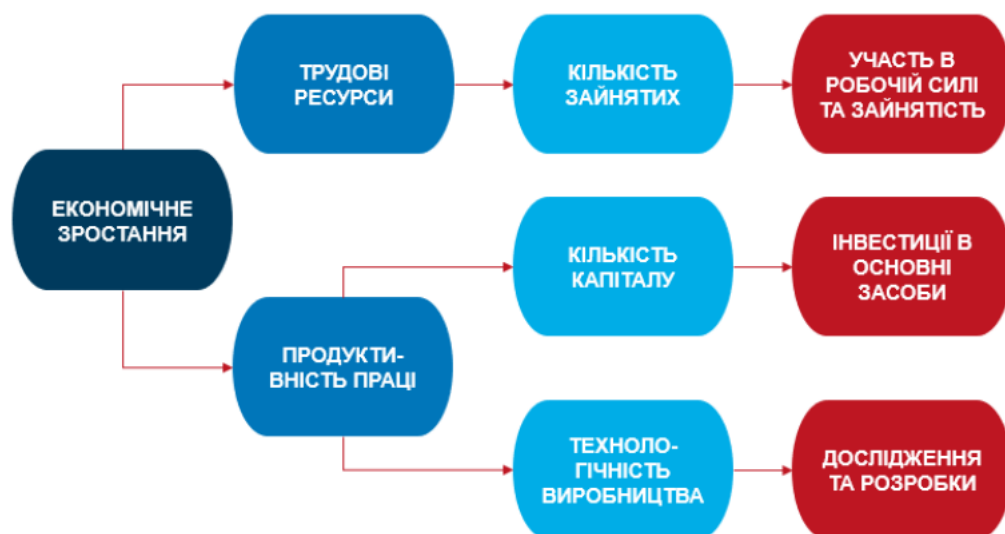 ТРУДОВІ
РЕСУРСИ
КІЛЬКІСТЬ
ЗАЙНЯТИХ
УЧАСТЬ В
РОБОЧІЙ СИЛІ
ТА ЗАЙНЯТІСТЬ
ЕКОНОМІЧНЕ
ЗРОСТАННЯ
КІЛЬКІСТЬ
КАПІТАЛУ
ІНВЕСТИЦІЇ В
ОСНОВНІ
ЗАСОБИ
ПРОДУКТИ-
ВНІСТЬ ПРАЦІ
ТЕХНОЛО-
ГІЧНІСТЬ
ВИРОБНИЦТВА
ДОСЛІДЖЕННЯ
ТА РОЗРОБКИ